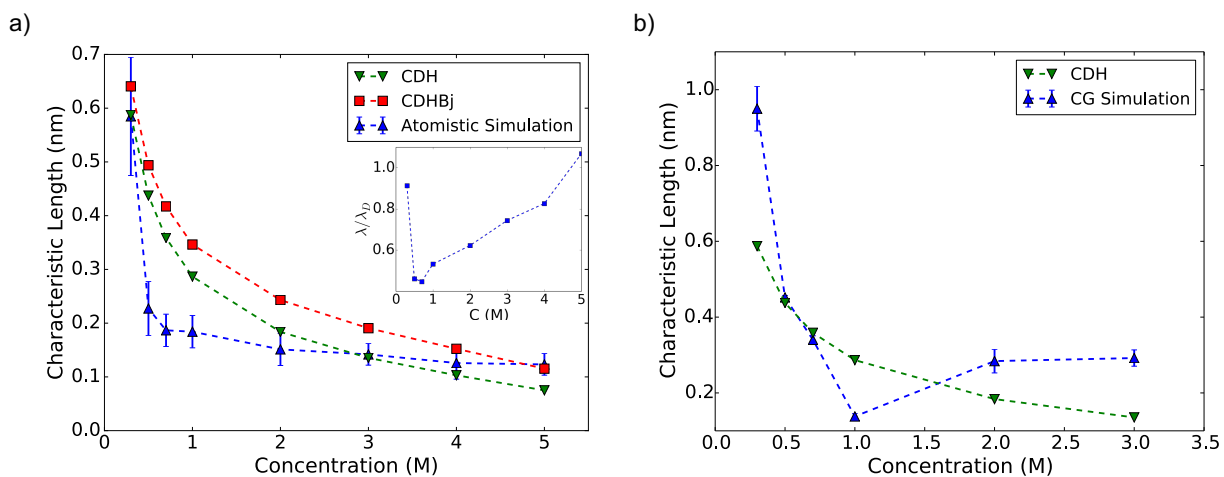 a)
0.7
0.6
0.5
0.4
0.3
0.2
0.1
0.0
Characteristic Length (nm)
1
2
3
4
5
Concentration (M)
CDH
CDHBj
Atomistic Simulation
1.0
0.8
0.6
λ/λ_D
0
1
2
3
4
5
C (M)
b)
1.0
0.8
0.6
0.4
0.2
Characteristic Length (nm)
0.0
0.5
1.0
1.5
2.0
2.5
3.0
3.5
Concentration (M)
CDH
CG Simulation